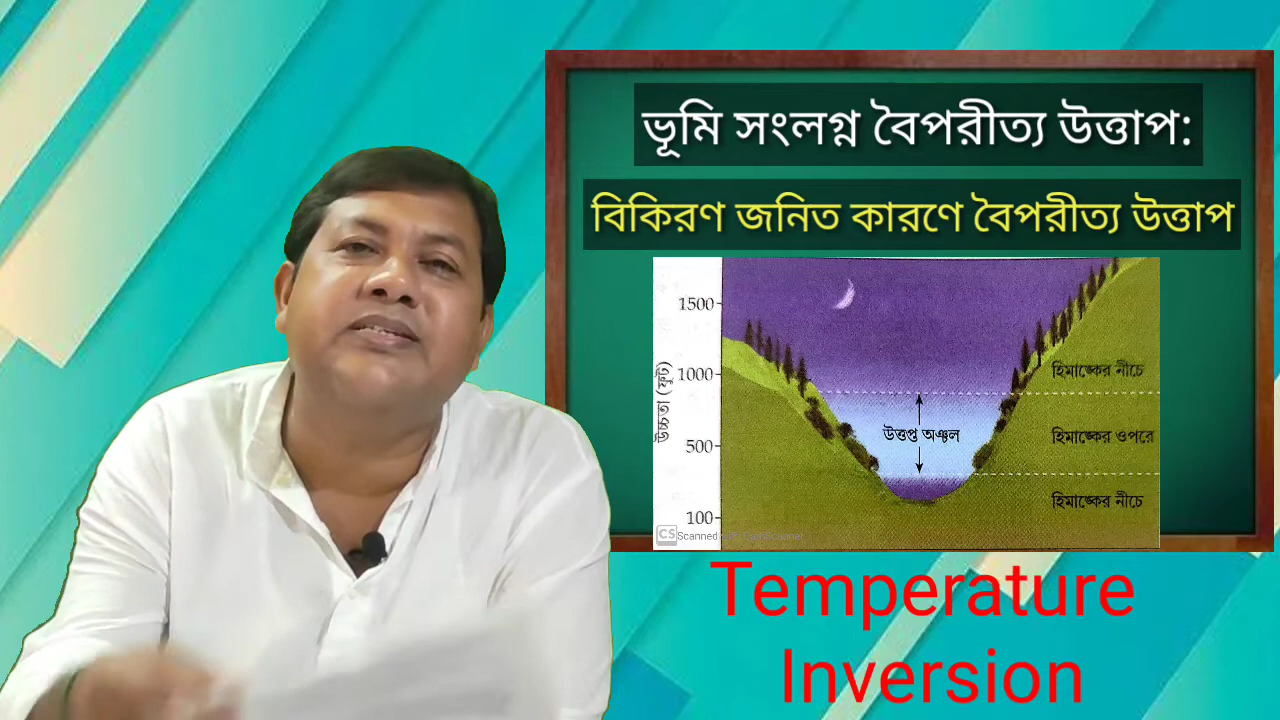 ভূমি সংলগ্ন বৈপরীত্য উত্তাপ:
বিকিরণ জনিত কারণে বৈপরীত্য উত্তাপ
উচ্চতা (ফুট)
1500
1000
500
100
হিমাঙ্কের নীচে
উত্তপ্ত অঞ্চল
হিমাঙ্কের ওপরে
হিমাঙ্কের নীচে
CS Scanned
Temperature
Inversion